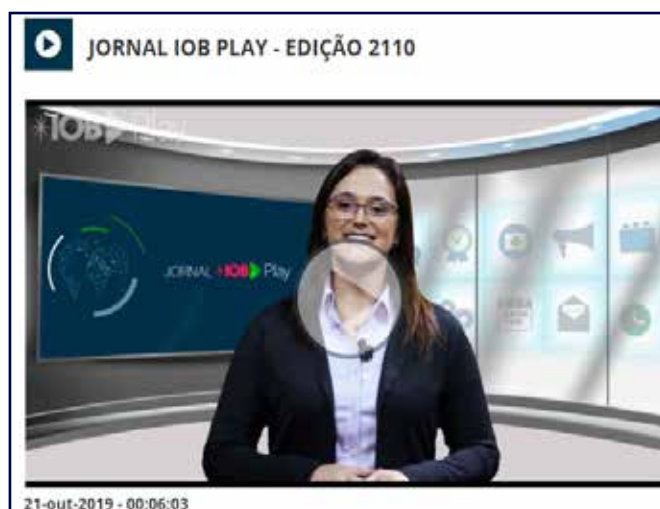 JORNAL IOB PLAY - EDIÇÃO 2110
*IOB Play
JORNAL *IOB Play
21-out-2019 - 00:06:03